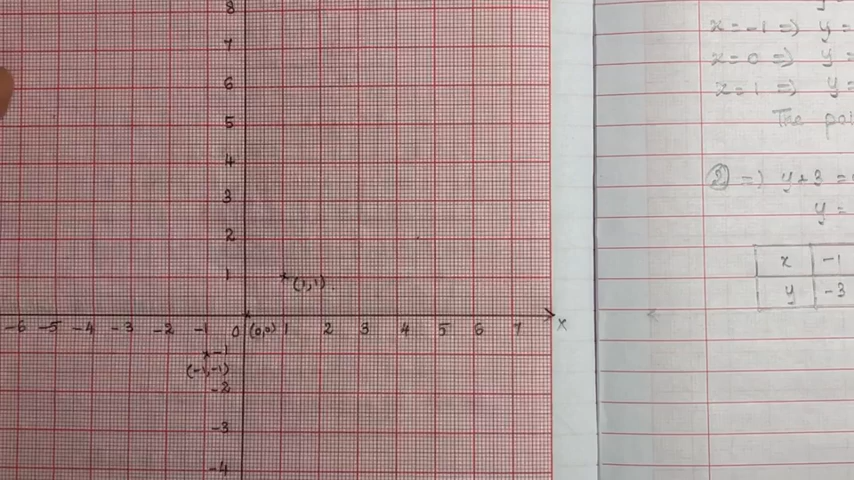 8
7
6
5
4
3
2
1
(1,1)
-6 -5 -4 -3 -2 -1 0 (0,0) 1 2 3 4 5 6 7 x
-1
(-1,-1)
-2
-3
-4
y
x=-1 => y=
x=0 => y=
x=1 => y=
The
② => y+3 =
y=
x -1
y -3